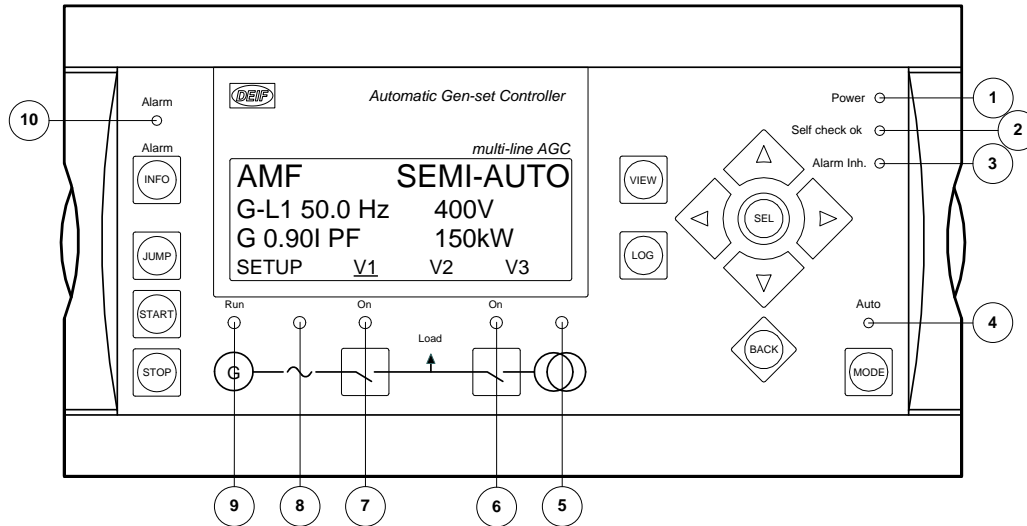 DEIF
Automatic Gen-set Controller
multi-line AGC
AMF SEMI-AUTO
G-L1 50.0 Hz 400V
G 0.90I PF 150kW
SETUP V1 V2 V3
10
Alarm
Alarm
INFO
JUMP
START
STOP
VIEW
LOG
Power
1
Self check ok
2
Alarm Inh.
3
SEL
BACK
Auto
4
MODE
Run
On
Load
On
G
9
8
7
6
5